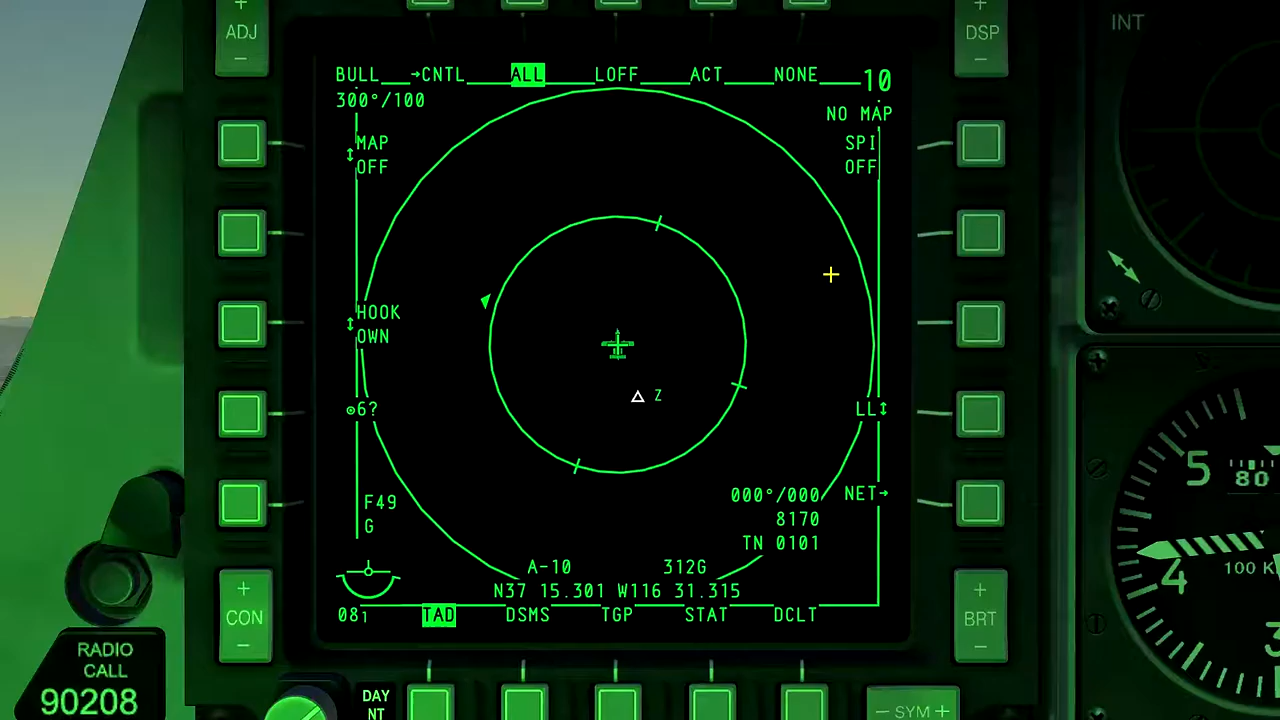 ADJ
DSP
INT
BULL →CNTL ALL LOFF ACT NONE 10
300°/100
NO MAP
MAP
OFF
SPI
OFF
HOOK
OWN
Z
6?
LL↕
F49
G
000°/000
NET→
8170
TN 0101
A-10 312G
N37 15.301 W116 31.315
081 TAD DSMS TGP STAT DCLT
CON
BRT
RADIO
CALL
90208
DAY
NT
− SYM +
5
80
4
100 K
3